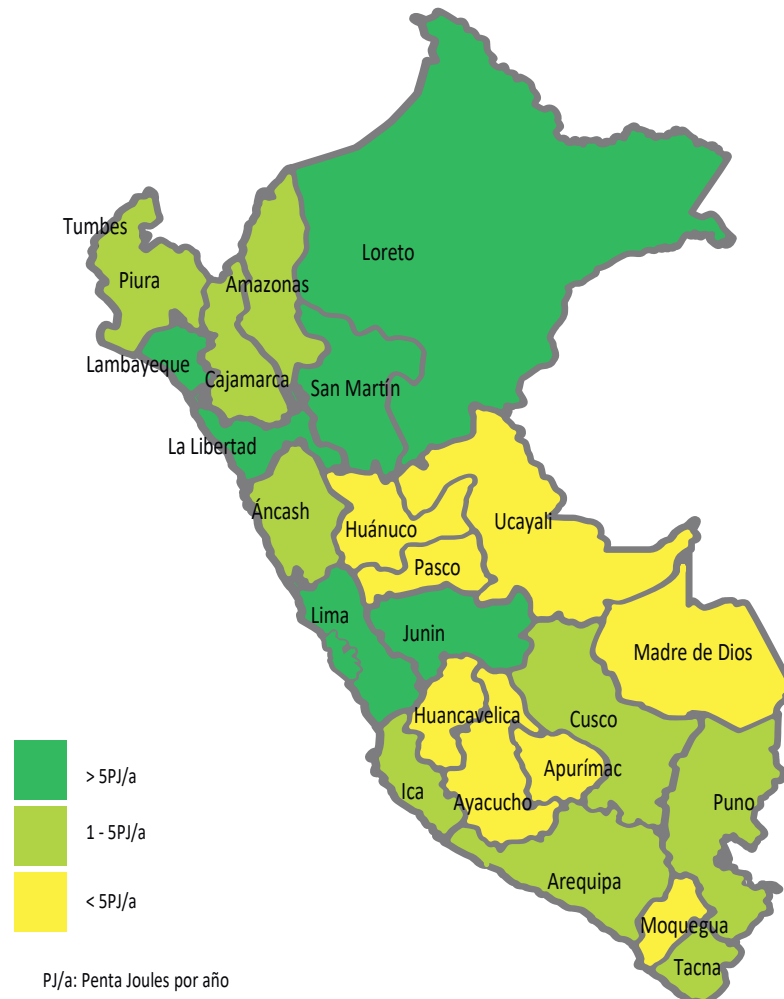 Tumbes
Loreto
Piura
Amazonas
Lambayeque
Cajamarca
San Martín
La Libertad
Áncash
Huánuco
Ucayali
Pasco
Lima
Junin
Madre de Dios
Huancavelica
Cusco
Apurímac
Ica
Ayacucho
Puno
Arequipa
Moquegua
Tacna
> 5PJ/a
1 - 5PJ/a
< 5PJ/a
PJ/a: Penta Joules por año